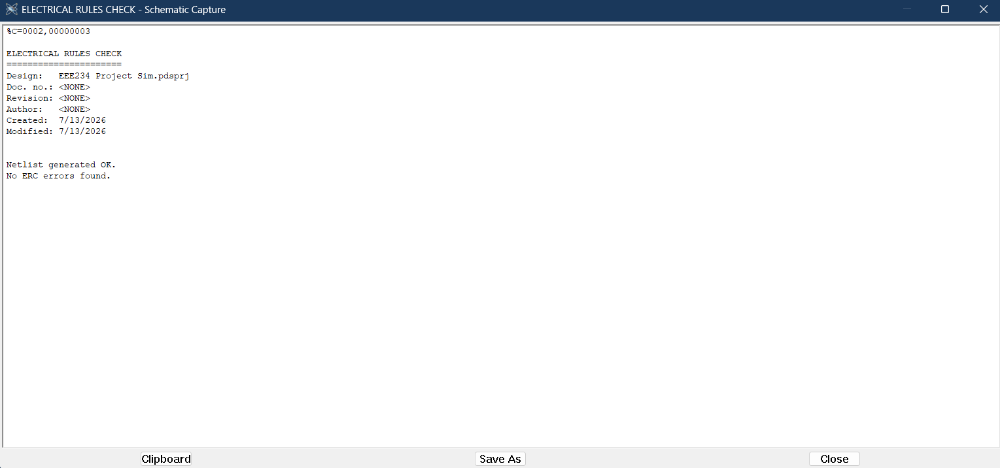 ELECTRICAL RULES CHECK - Schematic Capture
%C=0002,00000003
ELECTRICAL RULES CHECK
======================
Design:   EEE234 Project Sim.pdsprj
Doc. no.: <NONE>
Revision: <NONE>
Author:   <NONE>
Created:  7/13/2026
Modified: 7/13/2026
Netlist generated OK.
No ERC errors found.
Clipboard
Save As
Close